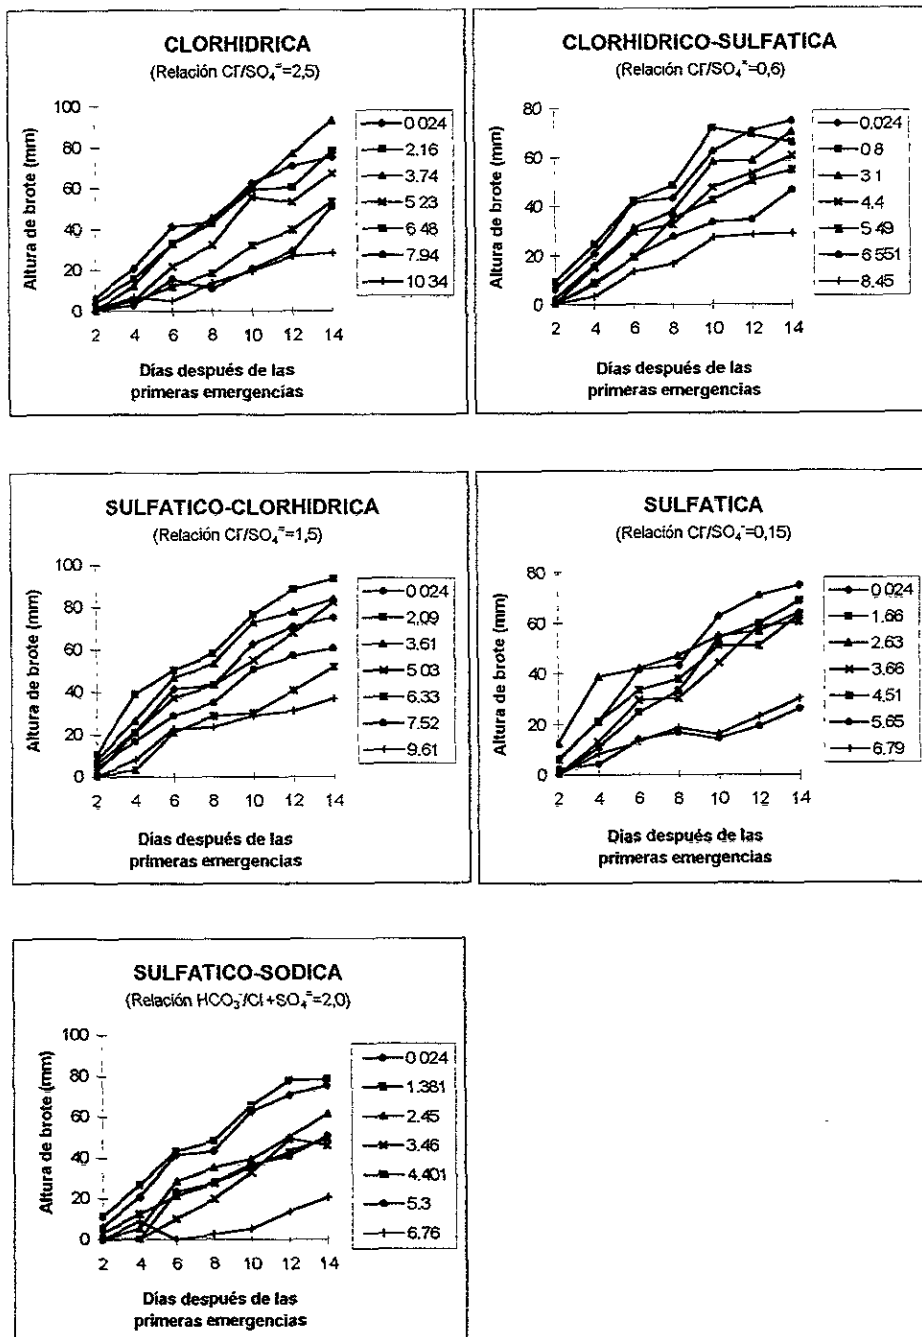 CLORHIDRICA
(Relación Cl⁻/SO₄⁼=2,5)
Altura de brote (mm)
100
80
60
40
20
0
2 4 6 8 10 12 14
Días después de las
primeras emergencias
0 024
2.16
3.74
5 23
6 48
7.94
10 34
CLORHIDRICO-SULFATICA
(Relación Cl⁻/SO₄⁼=0,6)
Altura de brote (mm)
80
60
40
20
0
2 4 6 8 10 12 14
Días después de las
primeras emergencias
0.024
0 8
3 1
4.4
5 49
6 551
8.45
SULFATICO-CLORHIDRICA
(Relación Cl⁻/SO₄⁼=1,5)
Altura de brote (mm)
100
80
60
40
20
0
2 4 6 8 10 12 14
Días después de las
primeras emergencias
0 024
2.09
3.61
5 03
6.33
7.52
9.61
SULFATICA
(Relación Cl⁻/SO₄⁻=0,15)
Altura de brote (mm)
80
60
40
20
0
2 4 6 8 10 12 14
Días después de las
primeras emergencias
0 024
1.66
2.63
3.66
4.51
5.65
6.79
SULFATICO-SODICA
(Relación HCO₃⁻/Cl+SO₄⁼=2,0)
Altura de brote (mm)
100
80
60
40
20
0
2 4 6 8 10 12 14
Días después de las
primeras emergencias
0 024
1.381
2.45
3.46
4.401
5.3
6.76